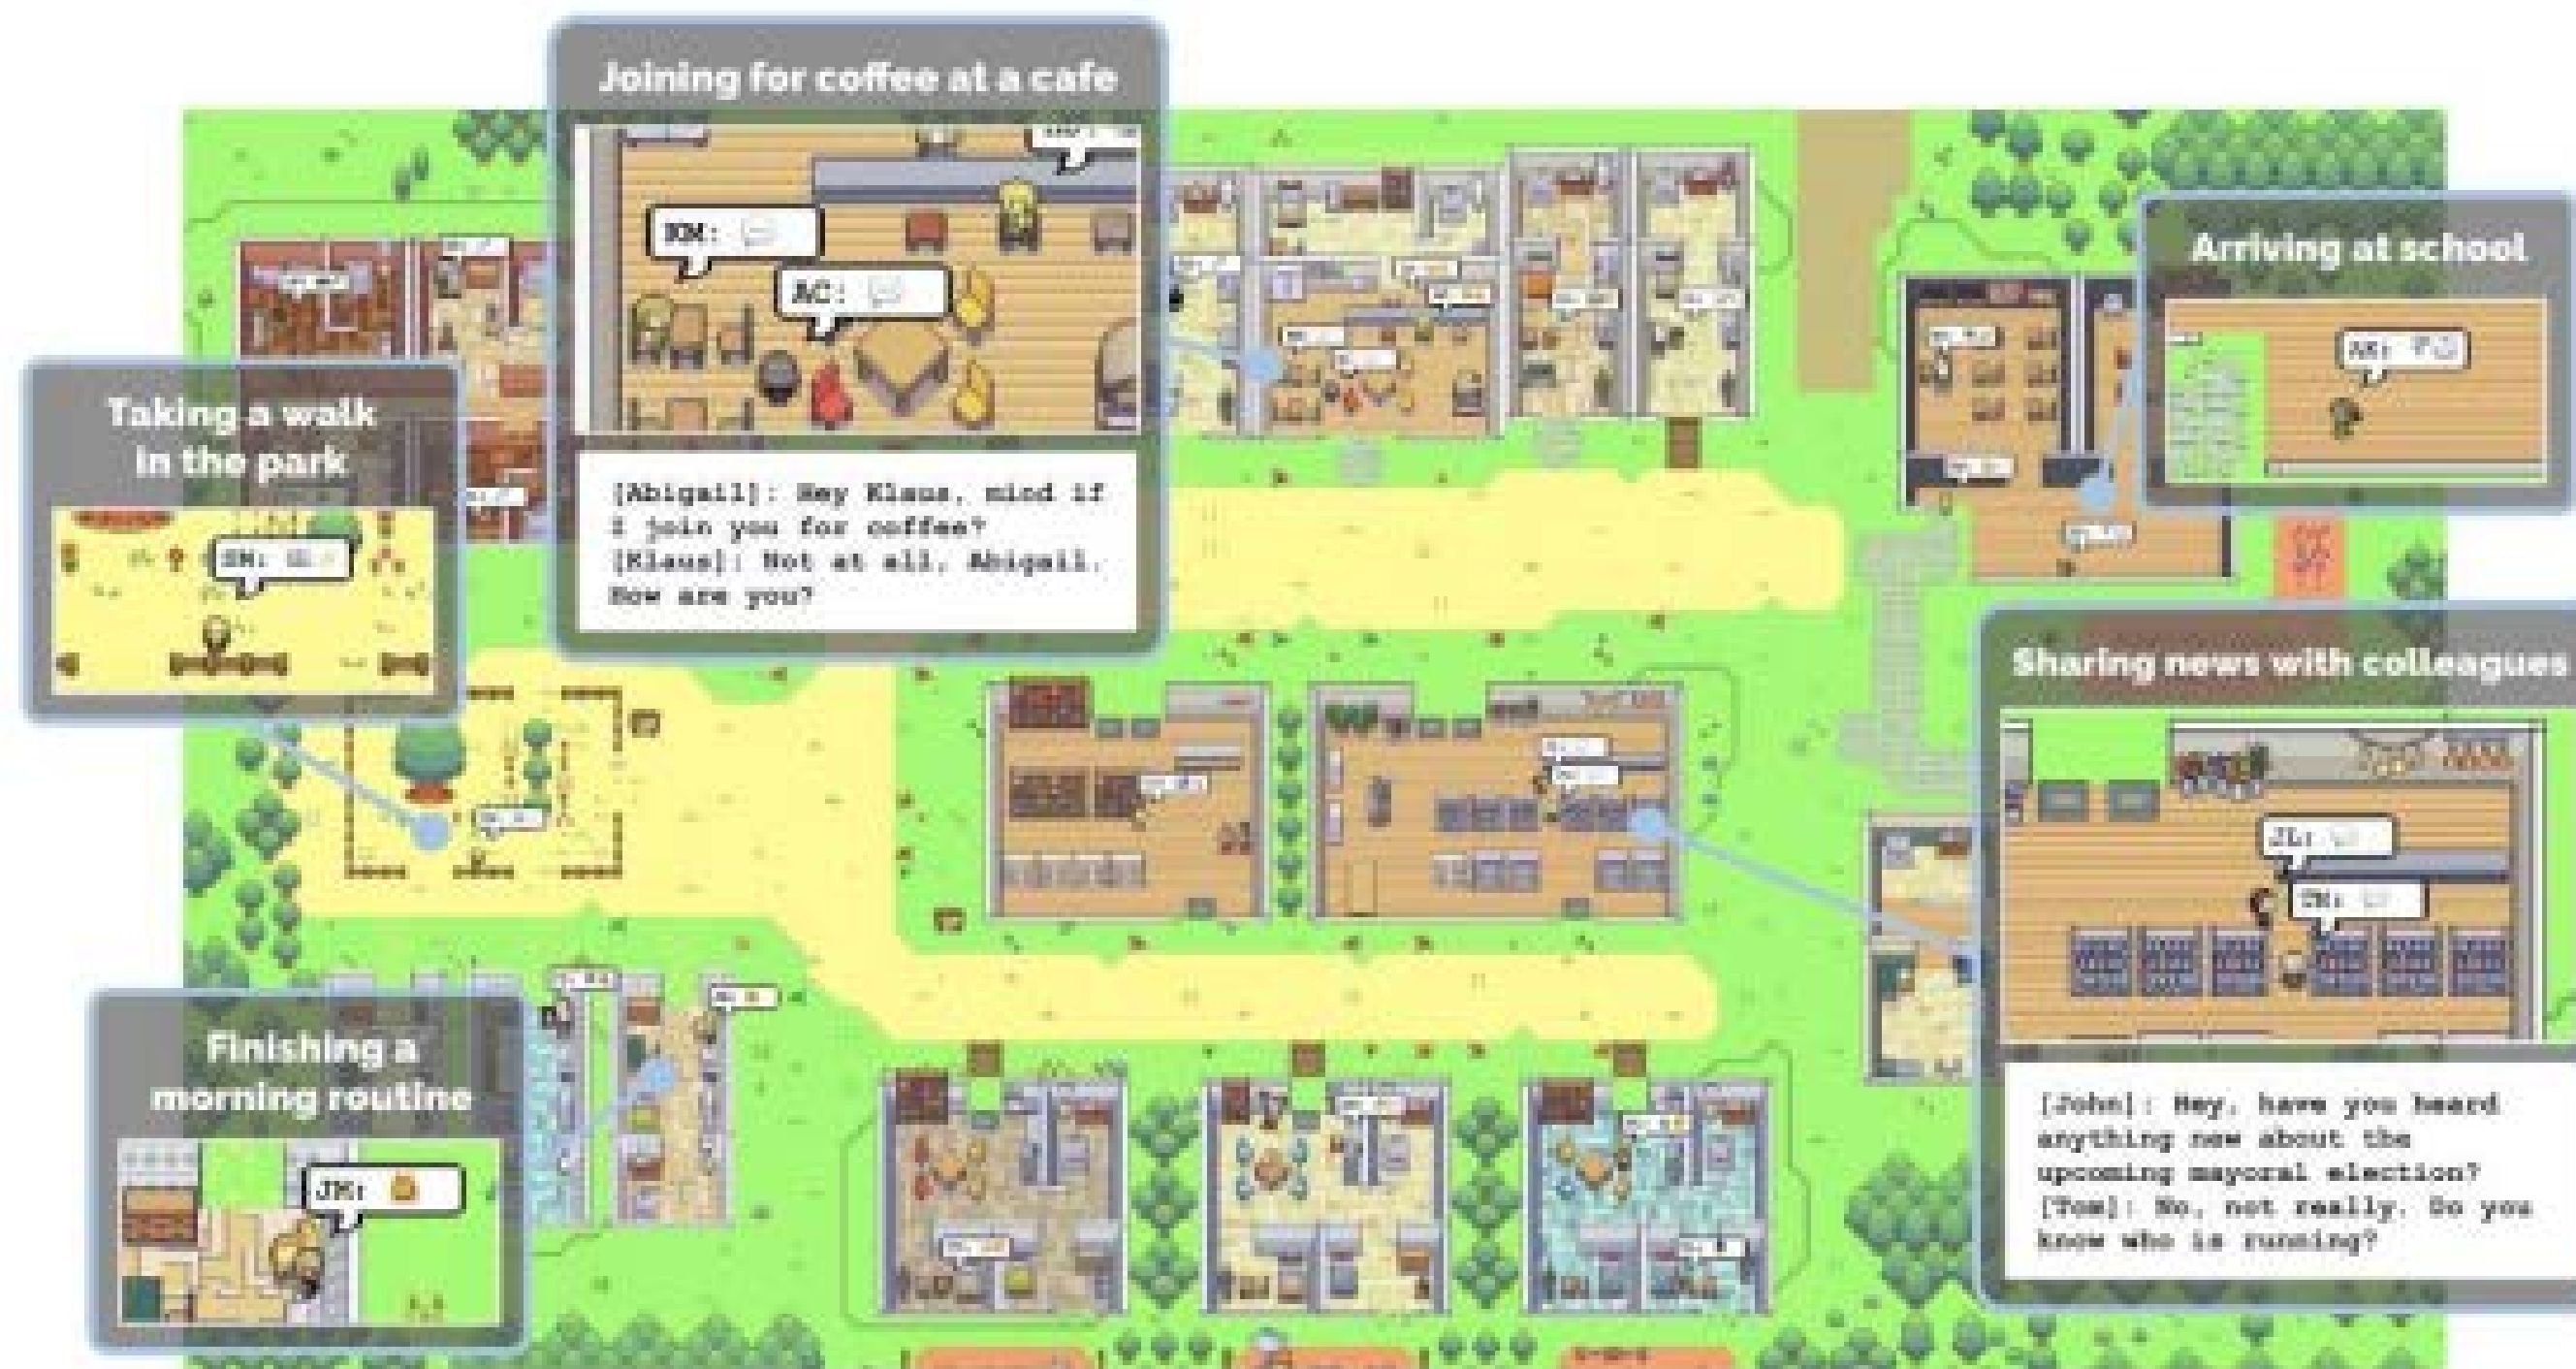 Joining for coffee at a cafe
KM:
AC:
[Abigail]: Hey Klaus, mind if
I join you for coffee?
[Klaus]: Not at all, Abigail.
How are you?
Arriving at school
Taking a walk
in the park
Sharing news with colleagues
JL:
[John]: Hey, have you heard
anything new about the
upcoming mayoral election?
[Tom]: No, not really. Do you
know who is running?
Finishing a
morning routine
JM: